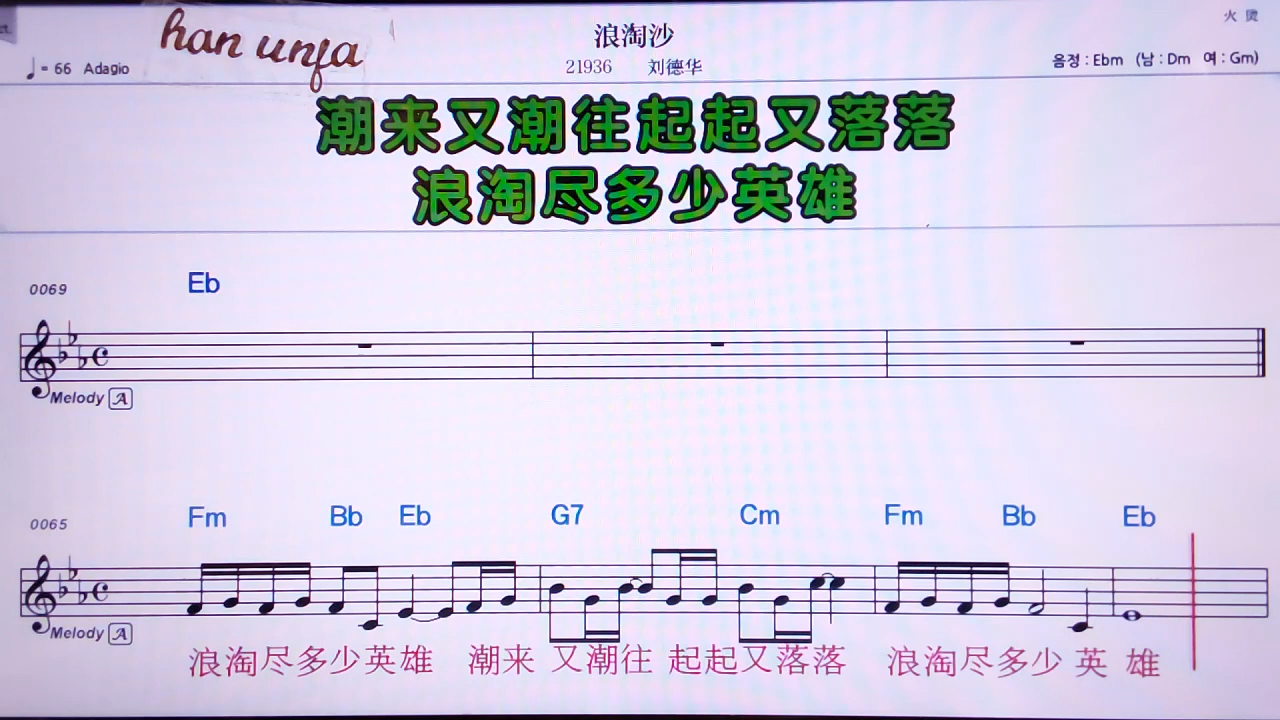 火 煲
han unfa
浪淘沙
♩= 66 Adagio
21936 刘德华
음정 : Ebm (남 : Dm 여 : Gm)
潮来又潮往起起又落落
浪淘尽多少英雄
Eb
0069
Melody A
Fm Bb Eb G7 Cm Fm Bb Eb
0065
Melody A
浪淘尽多少英雄 潮来 又潮往 起起又落落 浪淘尽多少 英 雄